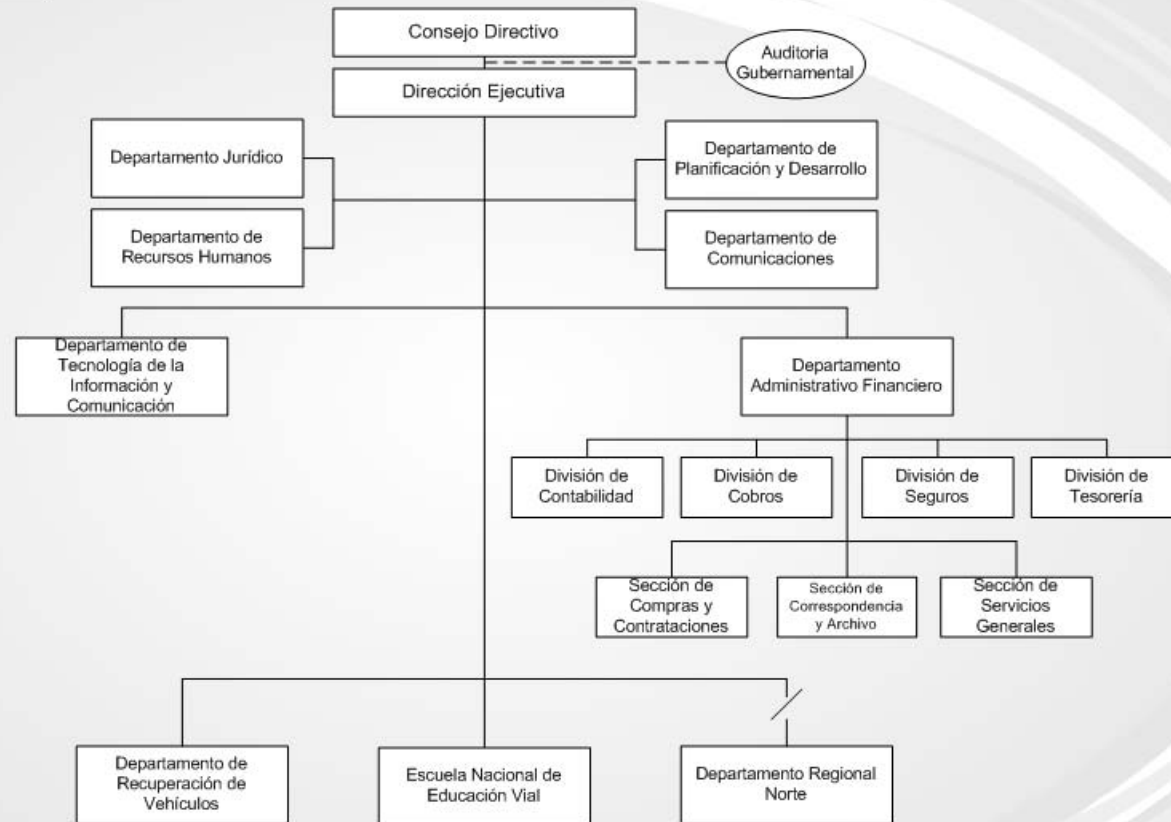 Consejo Directivo
Auditoria
Gubernamental
Dirección Ejecutiva
Departamento Jurídico
Departamento de
Planificación y Desarrollo
Departamento de
Recursos Humanos
Departamento de
Comunicaciones
Departamento de
Tecnología de la
Información y
Comunicación
Departamento
Administrativo Financiero
División de
Contabilidad
División de
Cobros
División de
Seguros
División de
Tesorería
Sección de
Compras y
Contrataciones
Sección de
Correspondencia
y Archivo
Sección de
Servicios
Generales
Departamento de
Recuperación de
Vehículos
Escuela Nacional de
Educación Vial
Departamento Regional
Norte